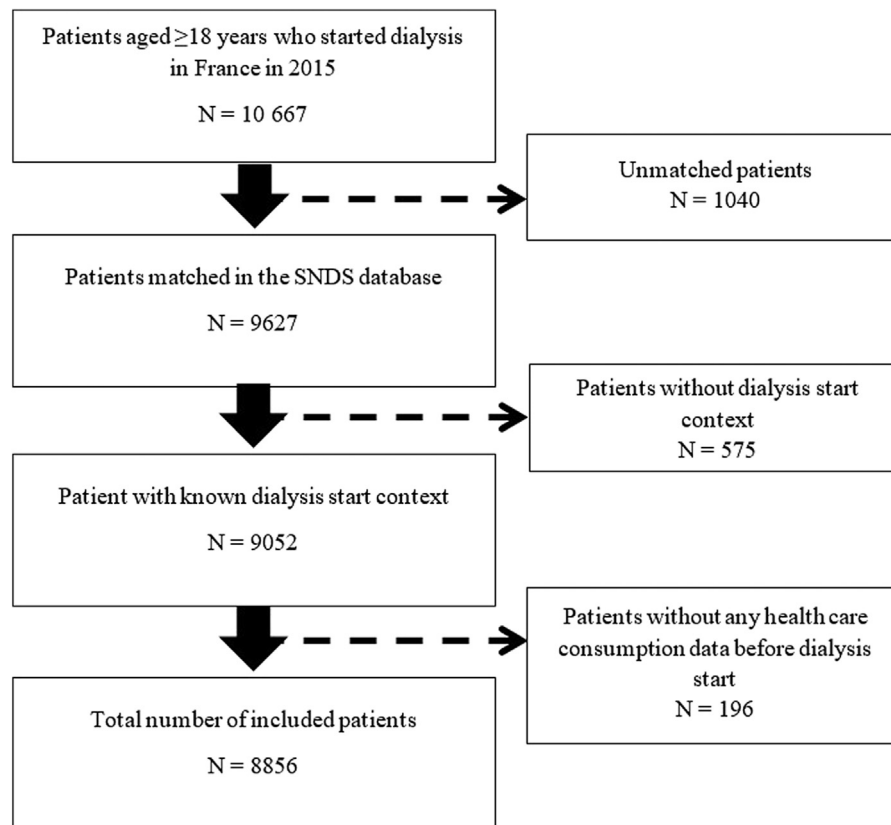 Patients aged ≥18 years who started dialysis
in France in 2015
N = 10 667
Unmatched patients
N = 1040
Patients matched in the SNDS database
N = 9627
Patients without dialysis start
context
N = 575
Patient with known dialysis start context
N = 9052
Patients without any health care
consumption data before dialysis
start
N = 196
Total number of included patients
N = 8856